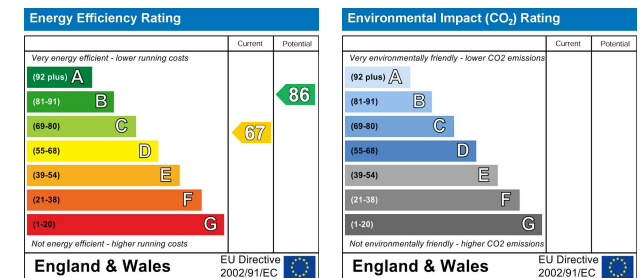 Energy Efficiency Rating
Current Potential
Very energy efficient - lower running costs
(92 plus) A
(81-91) B
(69-80) C
(55-68) D
(39-54) E
(21-38) F
(1-20) G
67
86
Not energy efficient - higher running costs
England & Wales
EU Directive
2002/91/EC
Environmental Impact (CO₂) Rating
Current Potential
Very environmentally friendly - lower CO2 emissions
(92 plus) A
(81-91) B
(69-80) C
(55-68) D
(39-54) E
(21-38) F
(1-20) G
Not environmentally friendly - higher CO2 emissions
England & Wales
EU Directive
2002/91/EC